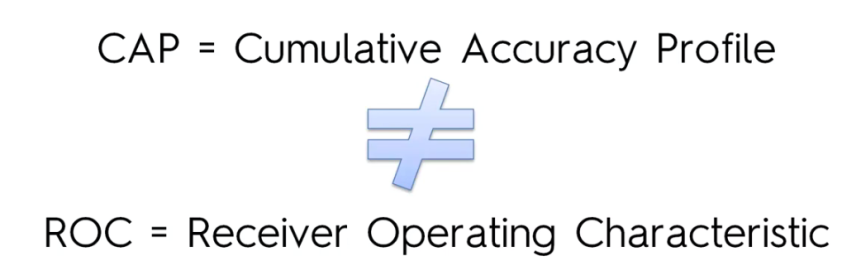 CAP = Cumulative Accuracy Profile
≠
ROC = Receiver Operating Characteristic